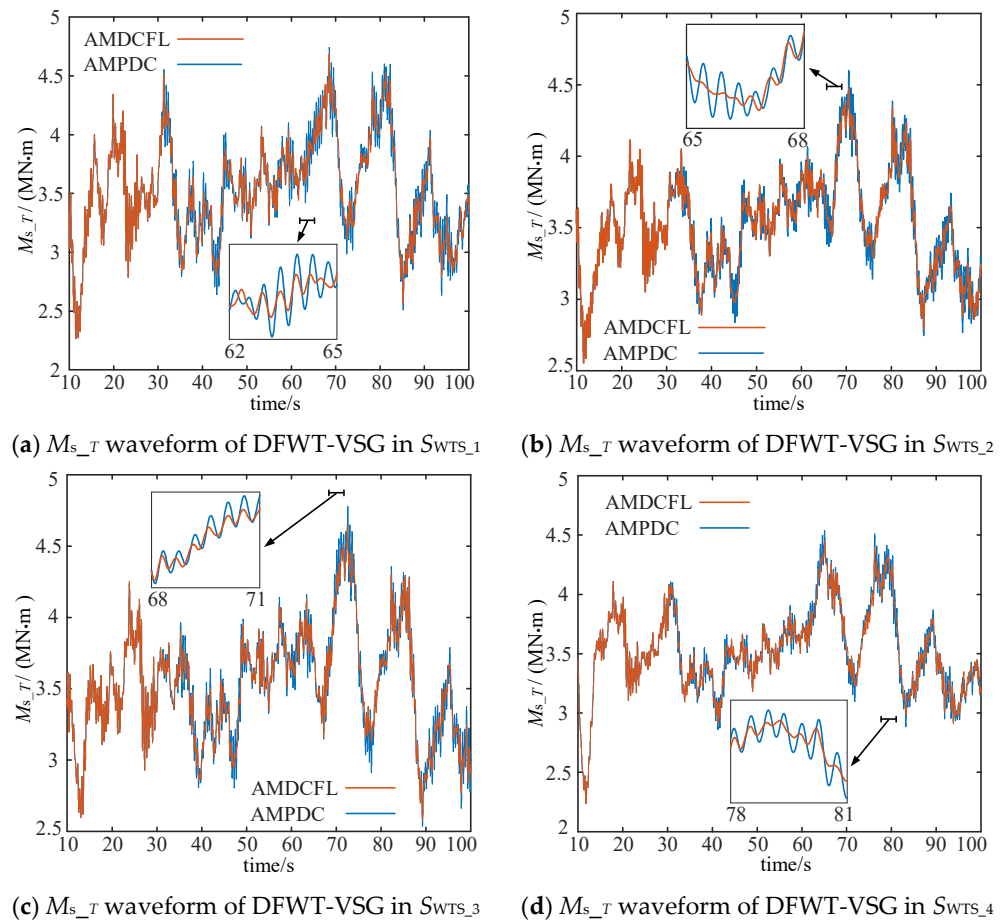 5
4.5
4
3.5
3
2.5
2
Ms_T / (MN·m)
AMDCFL
AMPDC
62 65
10 20 30 40 50 60 70 80 90 100
time/s
(a) Ms_T waveform of DFWT-VSG in SWTS_1
5
4.5
4
3.5
3
2.5
Ms_T / (MN·m)
65 68
AMDCFL
AMPDC
10 20 30 40 50 60 70 80 90 100
time/s
(b) Ms_T waveform of DFWT-VSG in SWTS_2
5
4.5
4
3.5
3
2.5
Ms_T / (MN·m)
68 71
AMDCFL
AMPDC
10 20 30 40 50 60 70 80 90 100
time/s
(c) Ms_T waveform of DFWT-VSG in SWTS_3
5
4.5
4
3.5
3
2.5
2
Ms_T / (MN·m)
AMDCFL
AMPDC
78 81
10 20 30 40 50 60 70 80 90 100
time/s
(d) Ms_T waveform of DFWT-VSG in SWTS_4